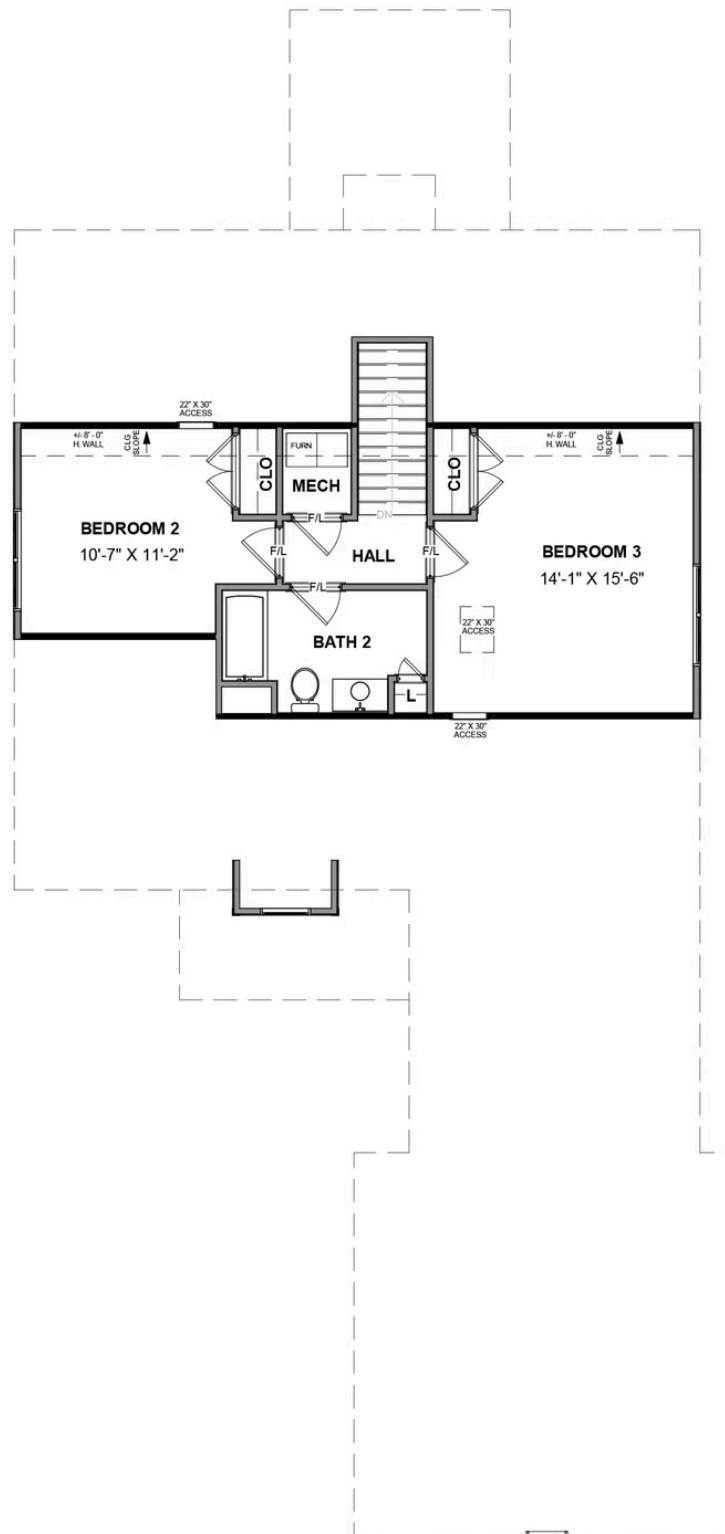 22" X 30"
ACCESS
+/- 8' - 0"
H. WALL
CLG
SLOPE
CLO
FURN
MECH
CLO
+/- 8' - 0"
H. WALL
CLG
SLOPE
DN
F/L
BEDROOM 2
10'-7" X 11'-2"
F/L
HALL
F/L
BEDROOM 3
14'-1" X 15'-6"
F/L
BATH 2
22" X 30"
ACCESS
L
22" X 30"
ACCESS